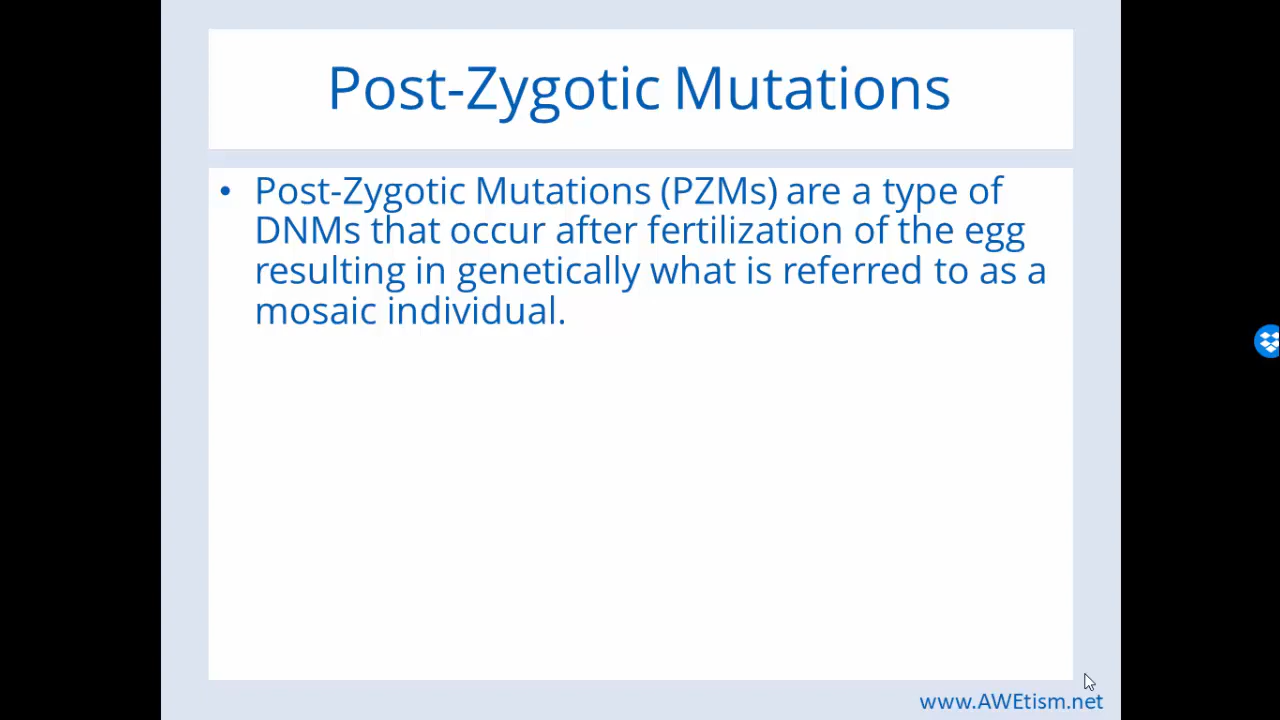 Post-Zygotic Mutations
• Post-Zygotic Mutations (PZMs) are a type of
DNMs that occur after fertilization of the egg
resulting in genetically what is referred to as a
mosaic individual.
www.AWEtism.net